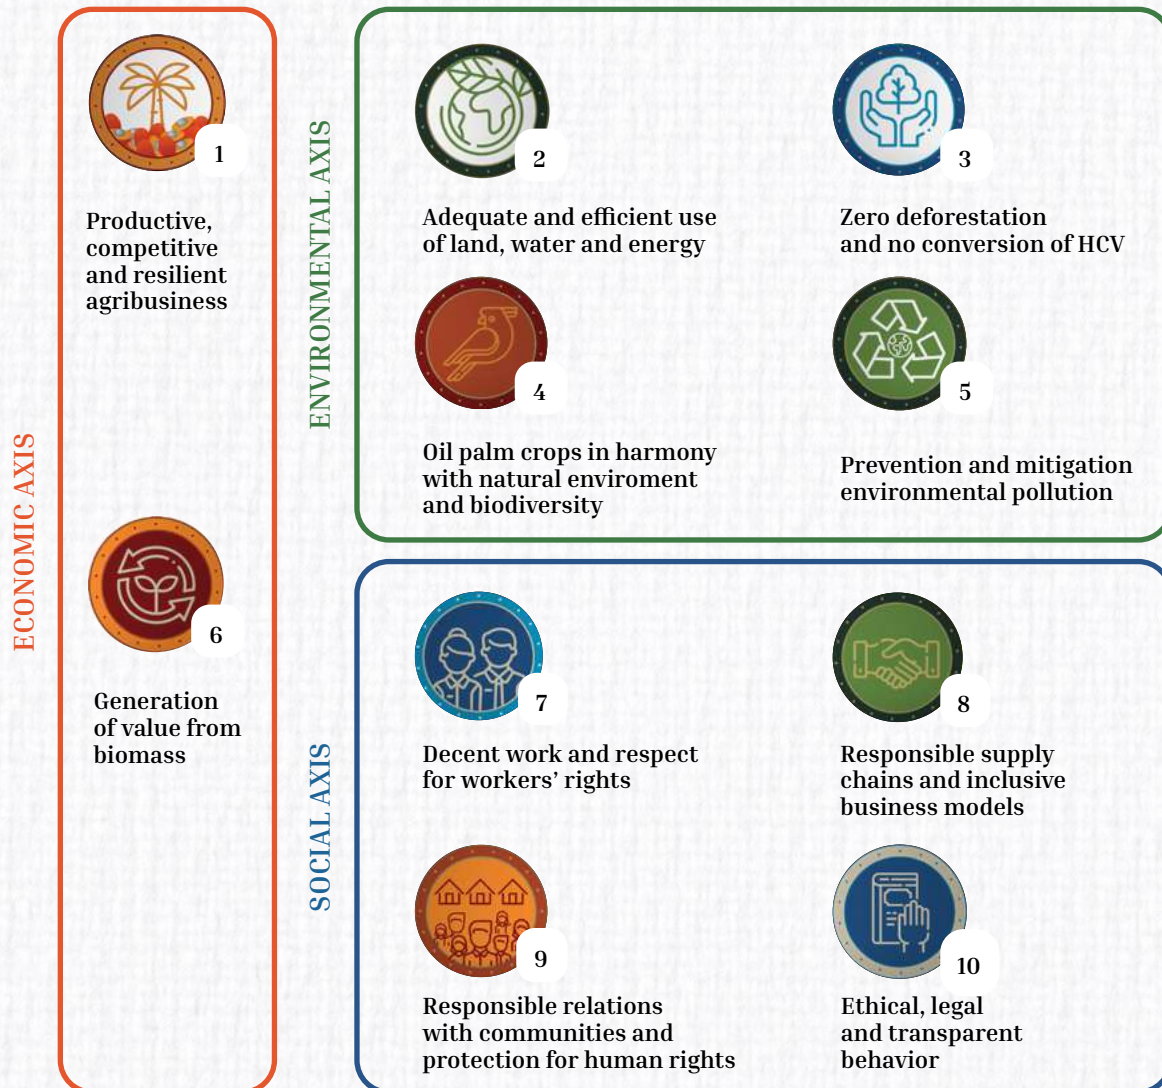 ECONOMIC AXIS
1
Productive,
competitive
and resilient
agribusiness
6
Generation
of value from
biomass
ENVIRONMENTAL AXIS
2
Adequate and efficient use
of land, water and energy
3
Zero deforestation
and no conversion of HCV
4
Oil palm crops in harmony
with natural enviroment
and biodiversity
5
Prevention and mitigation
environmental pollution
SOCIAL AXIS
7
Decent work and respect
for workers’ rights
8
Responsible supply
chains and inclusive
business models
9
Responsible relations
with communities and
protection for human rights
10
Ethical, legal
and transparent
behavior